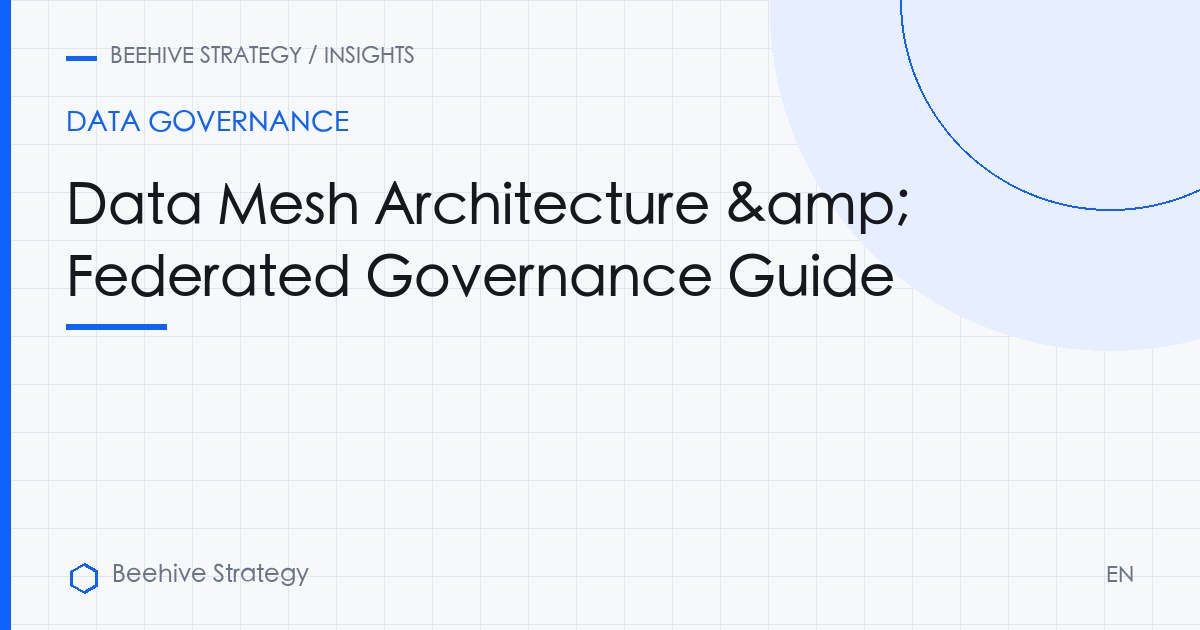 BEEHIVE STRATEGY / INSIGHTS
DATA GOVERNANCE
Data Mesh Architecture &amp;
Federated Governance Guide
Beehive Strategy
EN